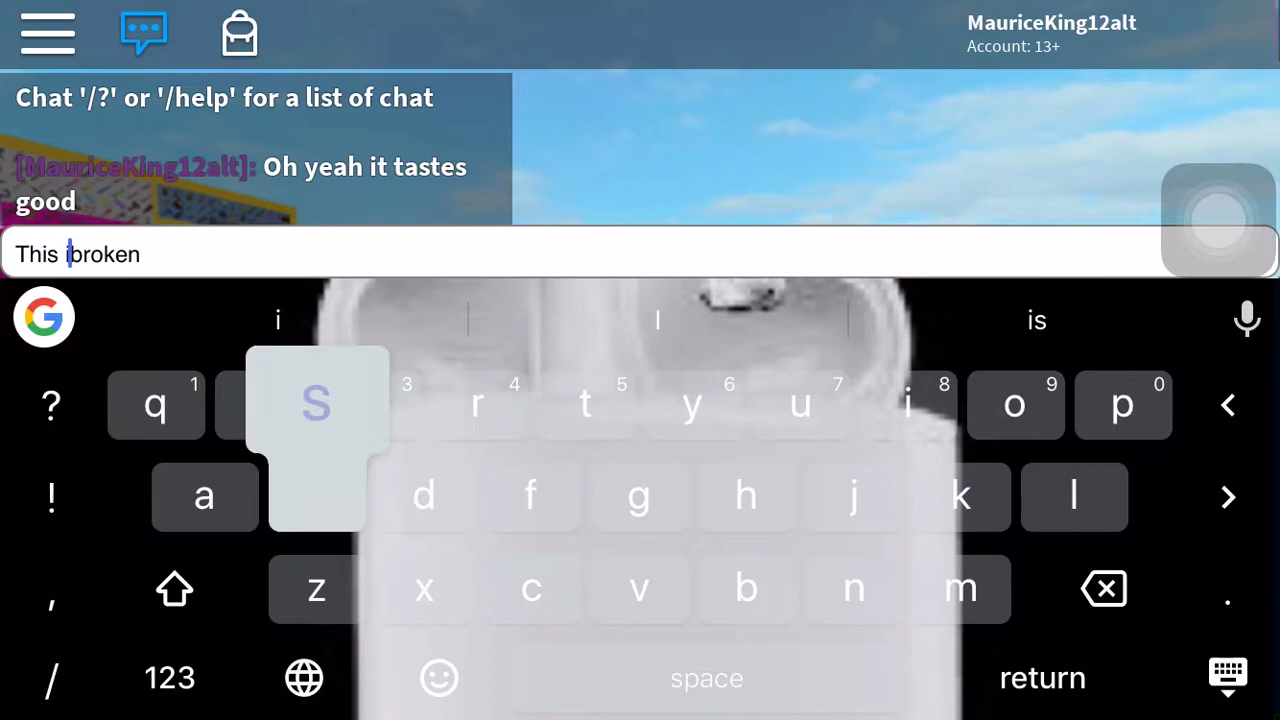 MauriceKing12alt
Account: 13+
Chat '/?' or '/help' for a list of chat
[MauriceKing12alt]: Oh yeah it tastes
good
This ibroken
i I is
? q 1 S 3 r 4 t 5 y 6 u 7 i 8 o 9 p 0 <
! a d f g h j k l >
, z x c v b n m .
/ 123 space return